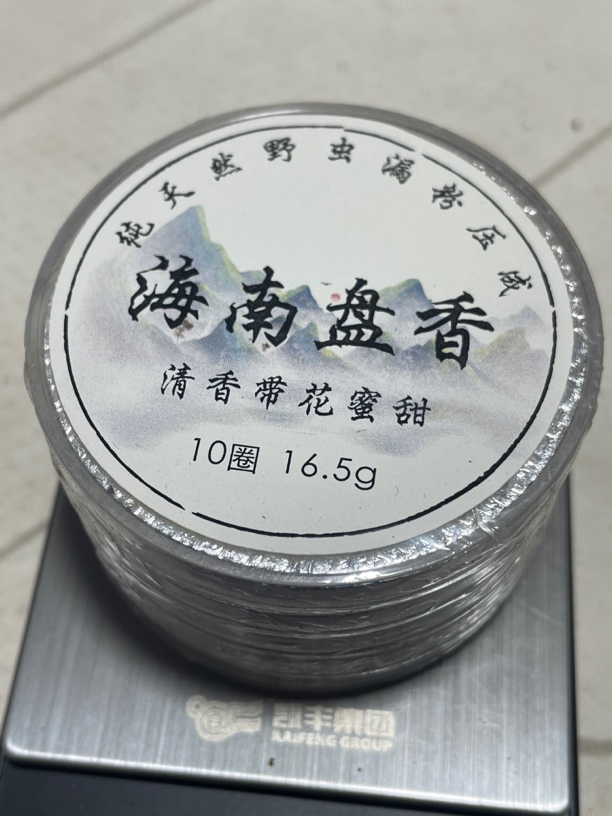 纯天然野虫漏粉压成
海南盘香
清香带花蜜甜
10圈 16.5g
凯丰集团
KAIFENG GROUP